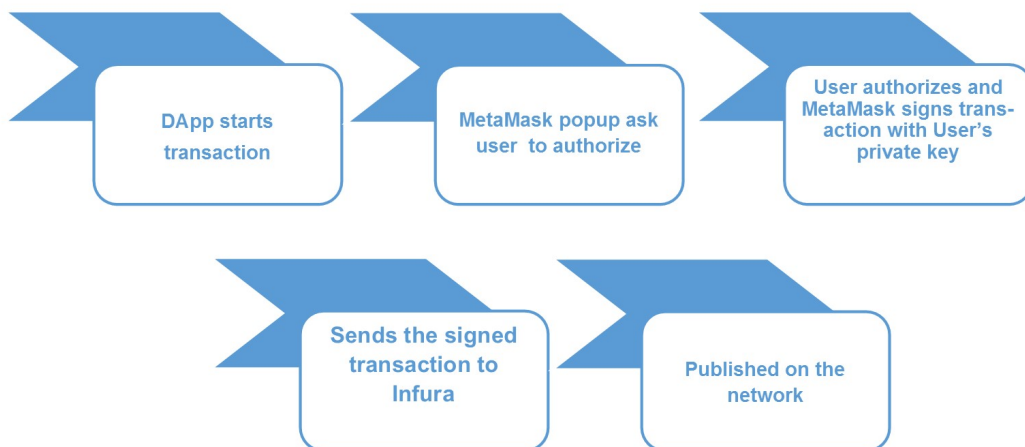 DApp starts
transaction
MetaMask popup ask
user to authorize
User authorizes and
MetaMask signs trans-
action with User's
private key
Sends the signed
transaction to
Infura
Published on the
network